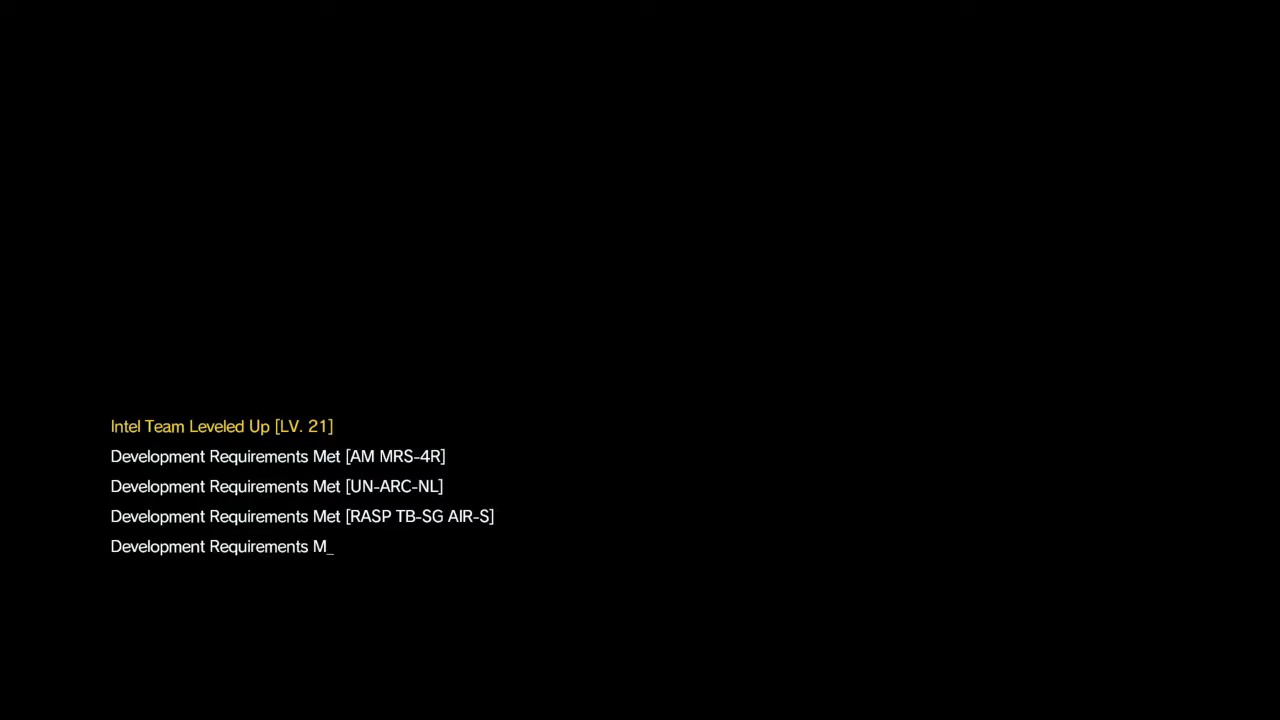 Intel Team Leveled Up [LV. 21]
Development Requirements Met [AM MRS-4R]
Development Requirements Met [UN-ARC-NL]
Development Requirements Met [RASP TB-SG AIR-S]
Development Requirements M_